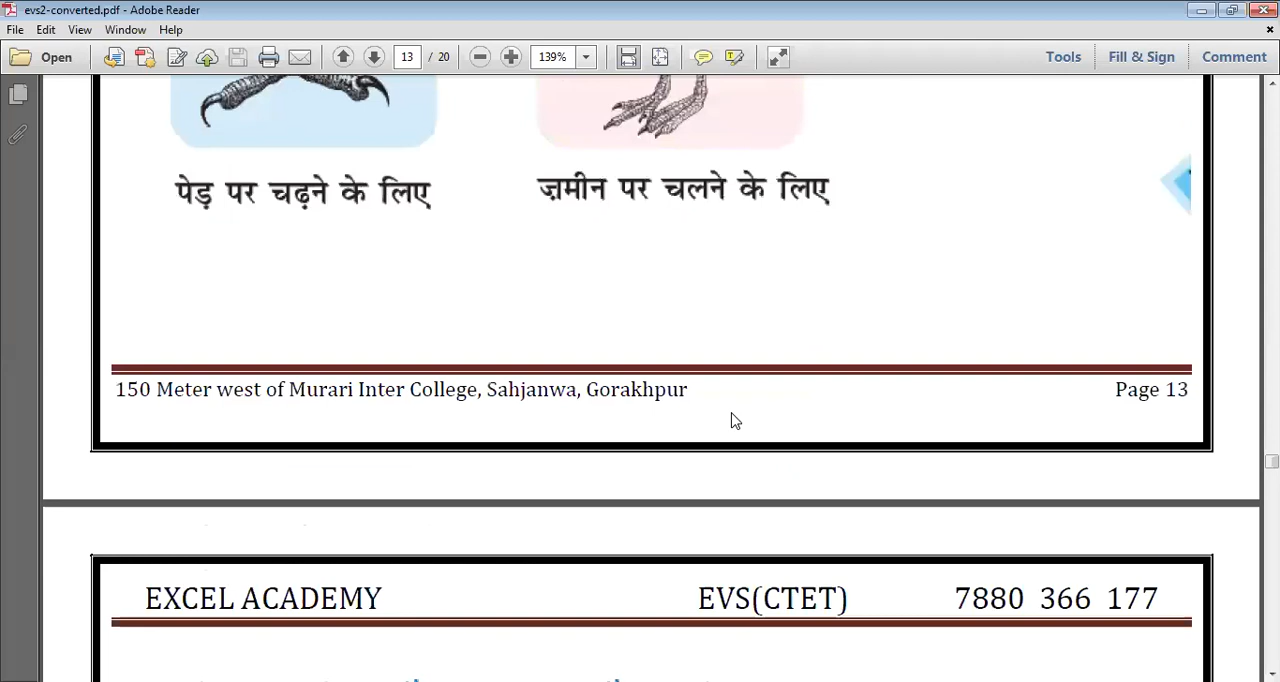 evs2-converted.pdf - Adobe Reader
File Edit View Window Help
Open 13 / 20 139% Tools Fill & Sign Comment
पेड़ पर चढ़ने के लिए ज़मीन पर चलने के लिए
150 Meter west of Murari Inter College, Sahjanwa, Gorakhpur Page 13
EXCEL ACADEMY EVS(CTET) 7880 366 177